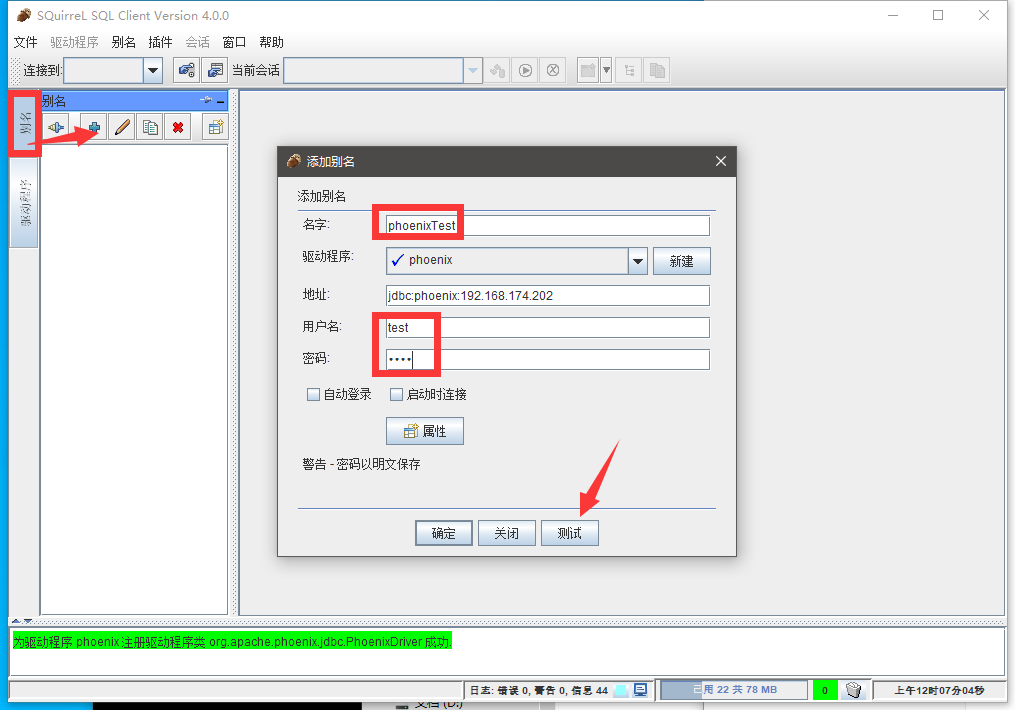 SQuirreL SQL Client Version 4.0.0
文件 驱动程序 别名 插件 会话 窗口 帮助
连接到: 当前会话
别名
别名
驱动程序
添加别名
添加别名
名字: phoenixTest
驱动程序: phoenix 新建
地址: jdbc:phoenix:192.168.174.202
用户名: test
密码: ••••
自动登录 启动时连接
属性
警告 - 密码以明文保存
确定 关闭 测试
为驱动程序 phoenix 注册驱动程序类 org.apache.phoenix.jdbc.PhoenixDriver 成功
日志: 错误 0, 警告 0, 信息 44 已用 22 共 78 MB 0 上午12时07分04秒
文档 (D:)